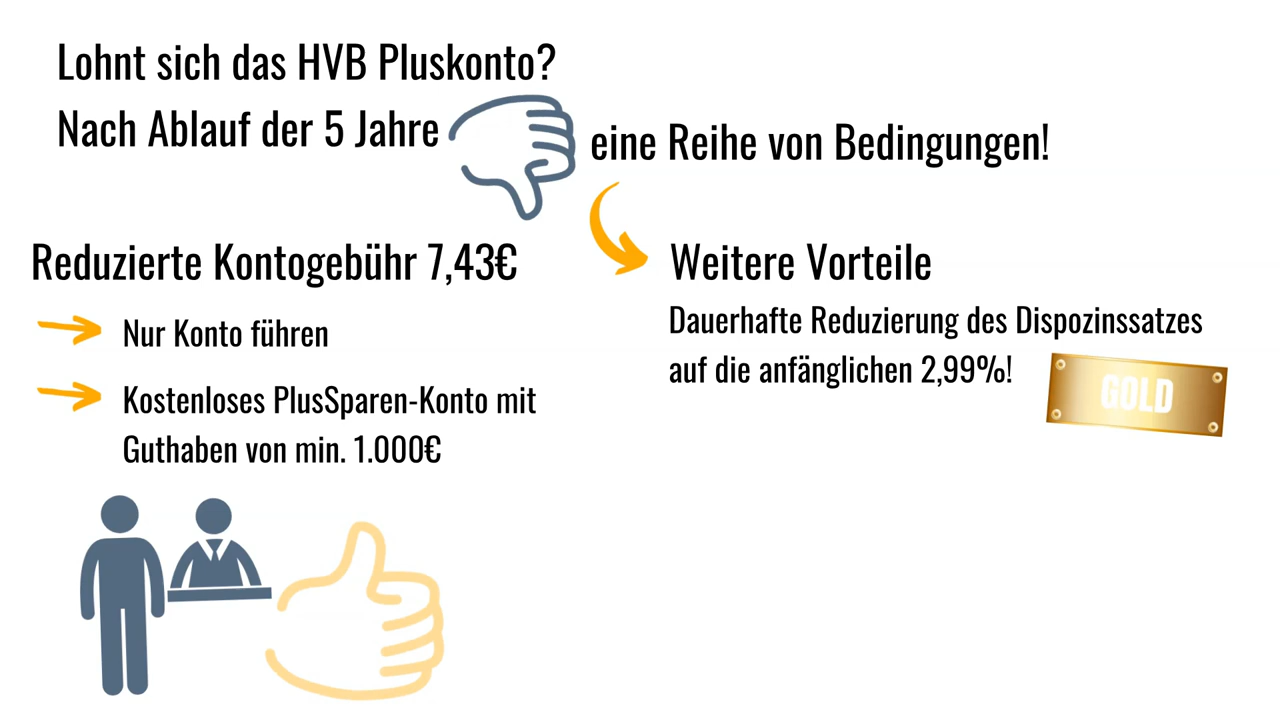 Lohnt sich das HVB Pluskonto?
Nach Ablauf der 5 Jahre
eine Reihe von Bedingungen!
Reduzierte Kontogebühr 7,43€
Nur Konto führen
Kostenloses PlusSparen-Konto mit
Guthaben von min. 1.000€
Weitere Vorteile
Dauerhafte Reduzierung des Dispozinssatzes
auf die anfänglichen 2,99%!
GOLD